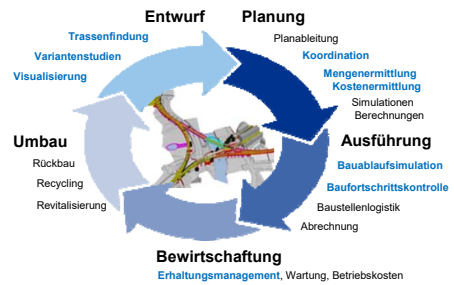 Entwurf
Trassenfindung
Variantenstudien
Visualisierung
Planung
Planableitung
Koordination
Mengenermittlung
Kostenermittlung
Simulationen
Berechnungen
Ausführung
Bauablaufsimulation
Baufortschrittskontrolle
Baustellenlogistik
Abrechnung
Bewirtschaftung
Erhaltungsmanagement, Wartung, Betriebskosten
Umbau
Rückbau
Recycling
Revitalisierung